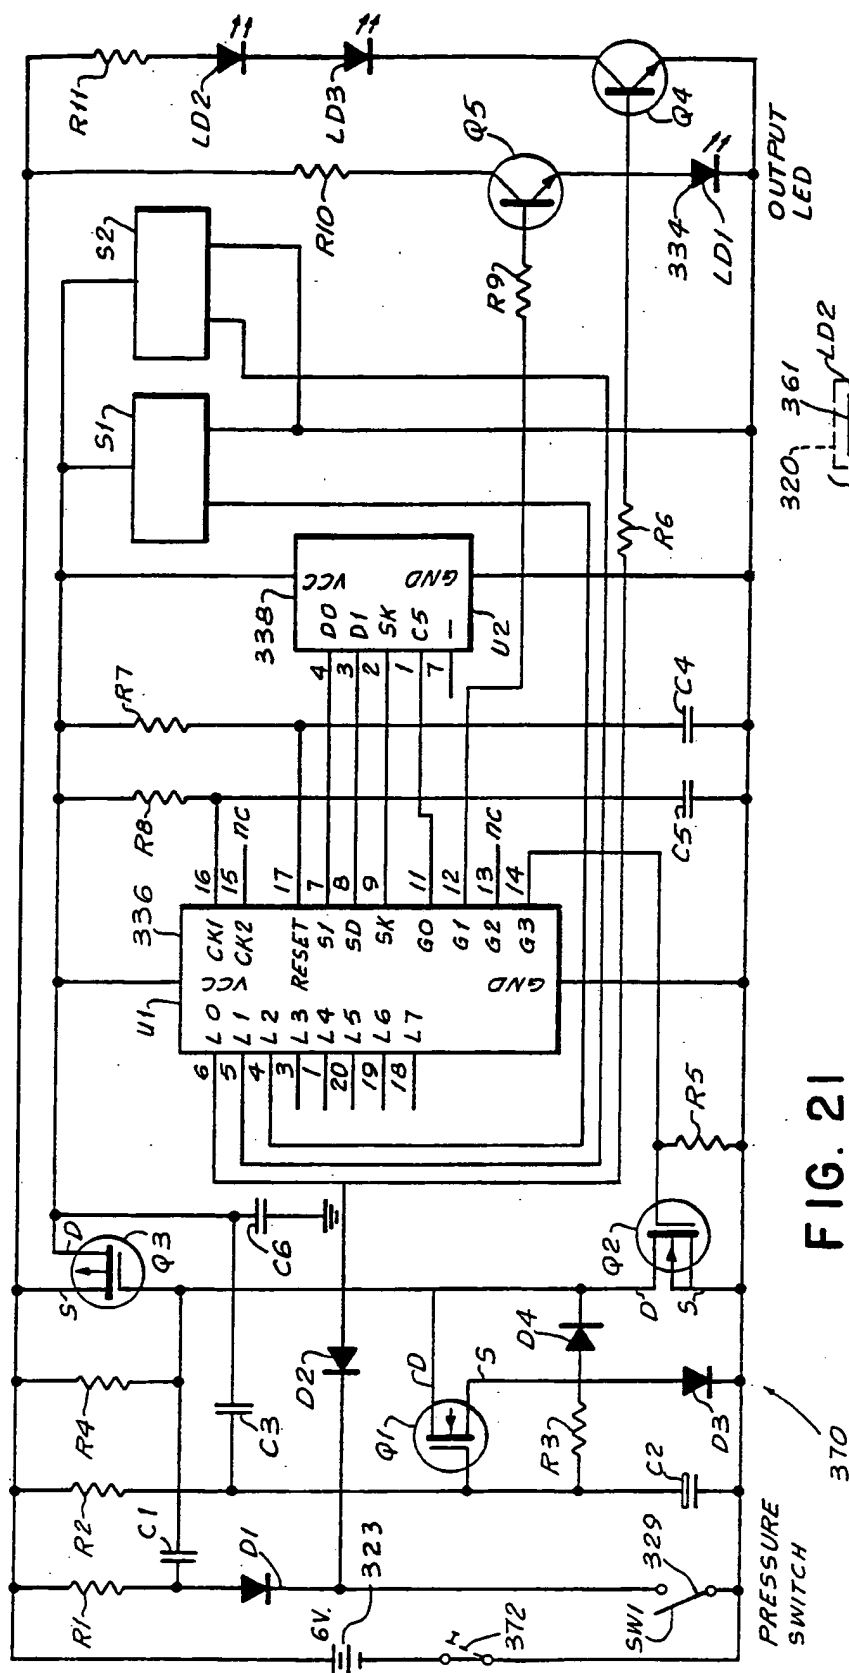 R11
LD2
LD3
Q4
Q5
R10
334
LD1
OUTPUT
LED
S2
S1
R9
R6
320
361
LD2
338
VCC
GND
DO
D1
SK
C5
4
3
2
1
7
U2
R7
R8
C4
C5
336
U1
VCC
GND
CK1
CK2
RESET
S1
SD
SK
G0
G1
G2
G3
16
15
nc
17
7
8
9
11
12
13
nc
14
L0
L1
L2
L3
L4
L5
L6
L7
6
5
4
3
1
20
19
18
R5
FIG. 21
S
D
Q3
C6
Q2
D
S
R4
R2
R1
C1
C3
D1
D2
D
Q1
S
D4
R3
D3
C2
370
6V.
323
372
SW1
329
PRESSURE
SWITCH